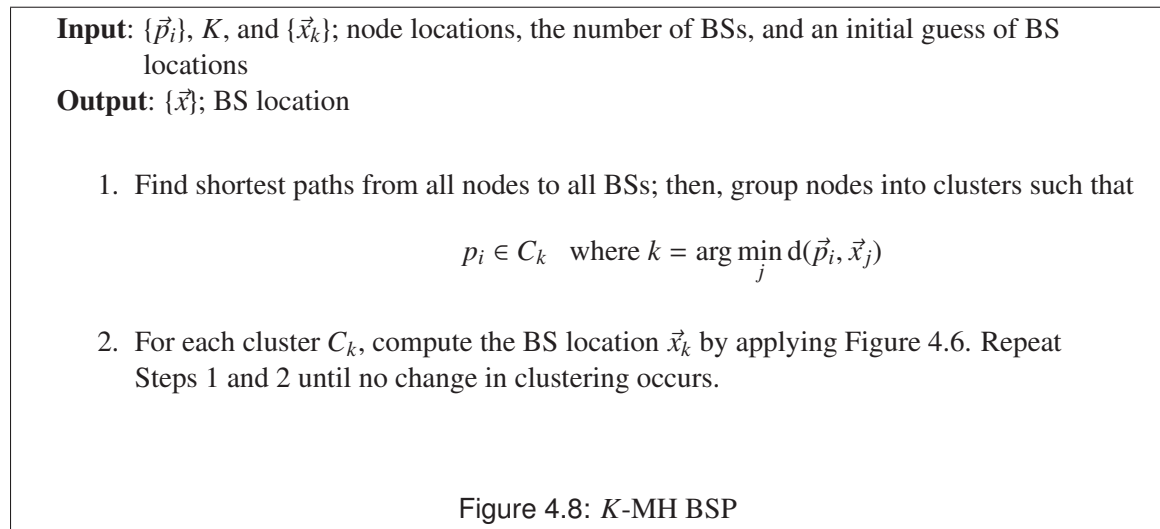 Input: {p⃗ᵢ}, K, and {x⃗ₖ}; node locations, the number of BSs, and an initial guess of BS
locations
Output: {x⃗}; BS location
1. Find shortest paths from all nodes to all BSs; then, group nodes into clusters such that
pᵢ ∈ Cₖ where k = arg min_j d(p⃗ᵢ, x⃗ⱼ)
2. For each cluster Cₖ, compute the BS location x⃗ₖ by applying Figure 4.6. Repeat
Steps 1 and 2 until no change in clustering occurs.
Figure 4.8: K-MH BSP